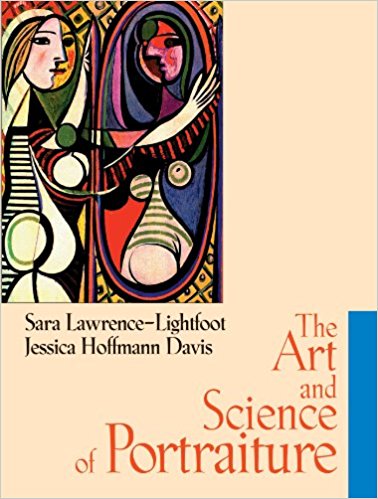 Sara Lawrence-Lightfoot
Jessica Hoffmann Davis
The
Art
and
Science
of Portraiture